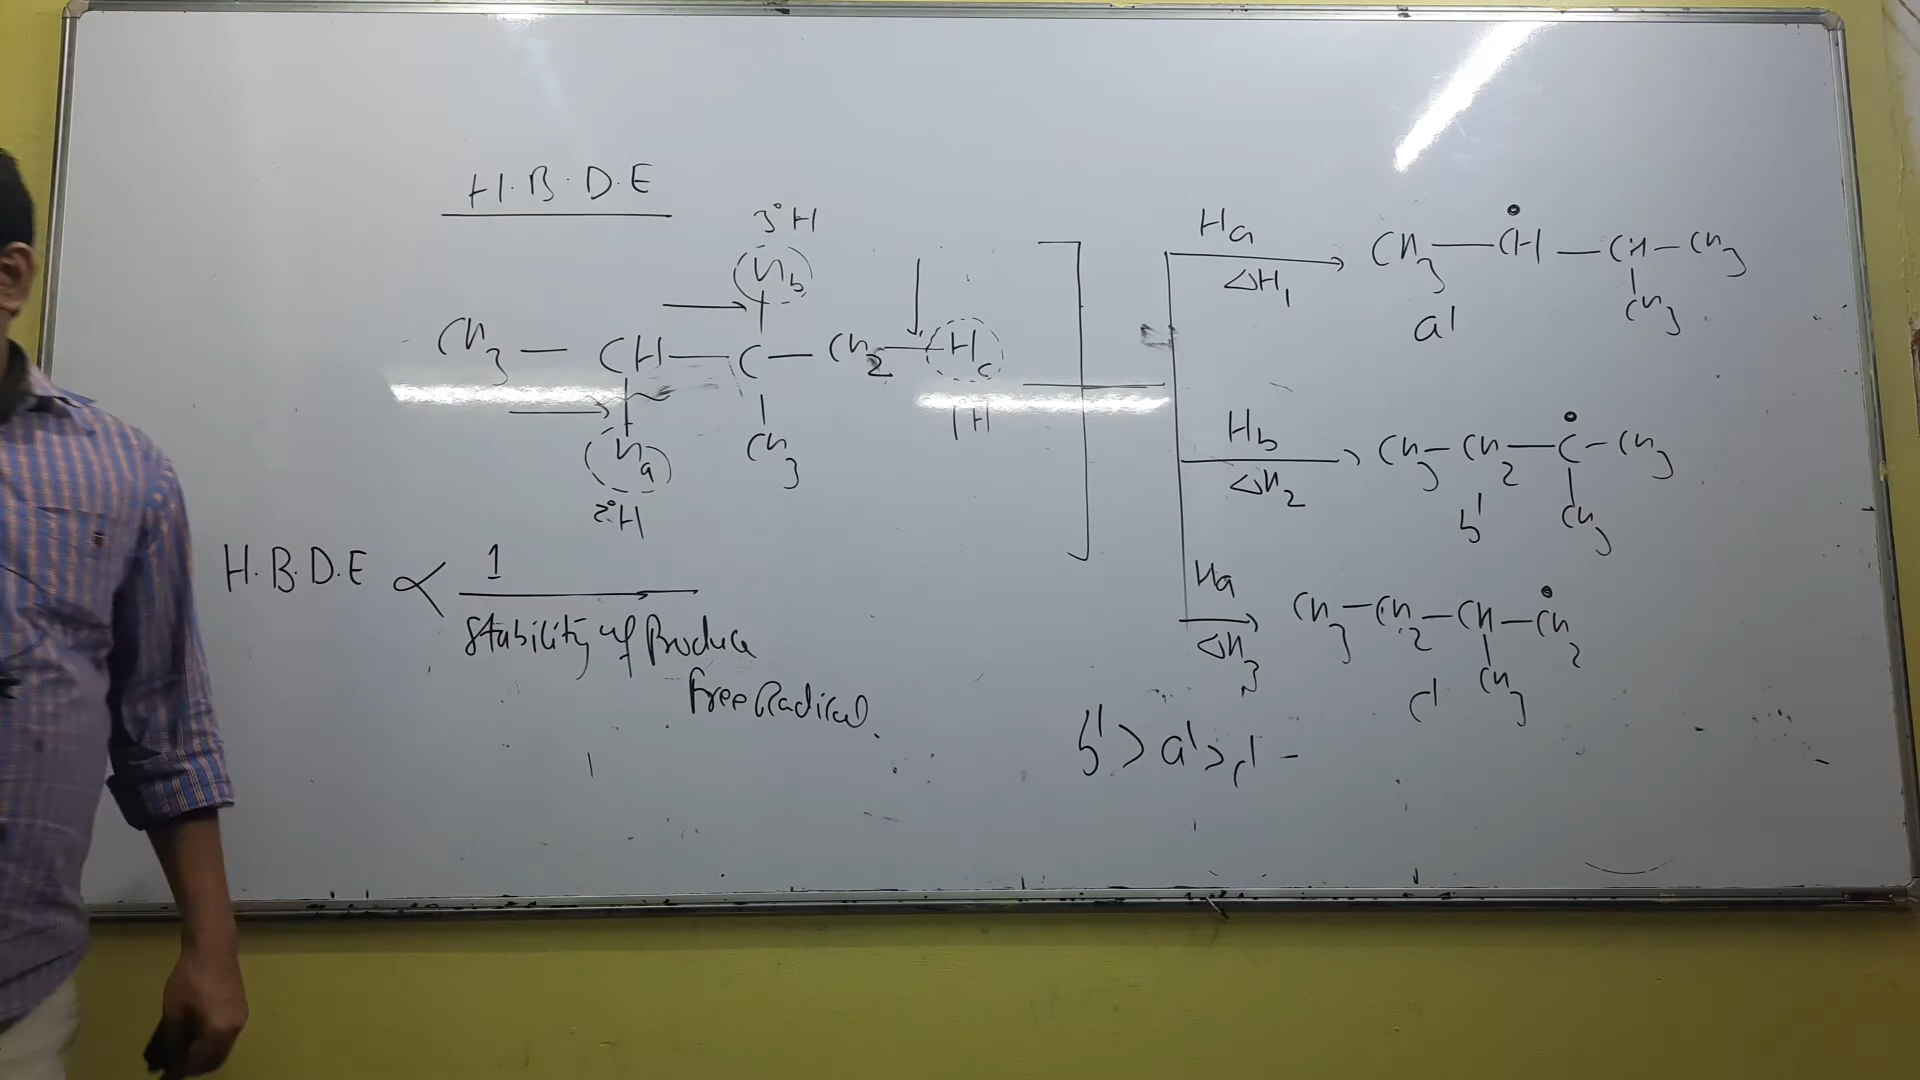 H.B.D.E
3°H
Hb
CH3 — CH — C — CH2 — Hc
1H
Ha
CH3
2°H
H.B.D.E ∝ 1
Stability of Produce
Free Radical.
Ha
ΔH1
CH3 — CH — CH — CH3
CH3
a'
Hb
ΔH2
CH3 — CH2 — C — CH3
CH3
b'
Ha
ΔH3
CH3 — CH2 — CH — CH2
CH3
c'
b' > a' > c' -